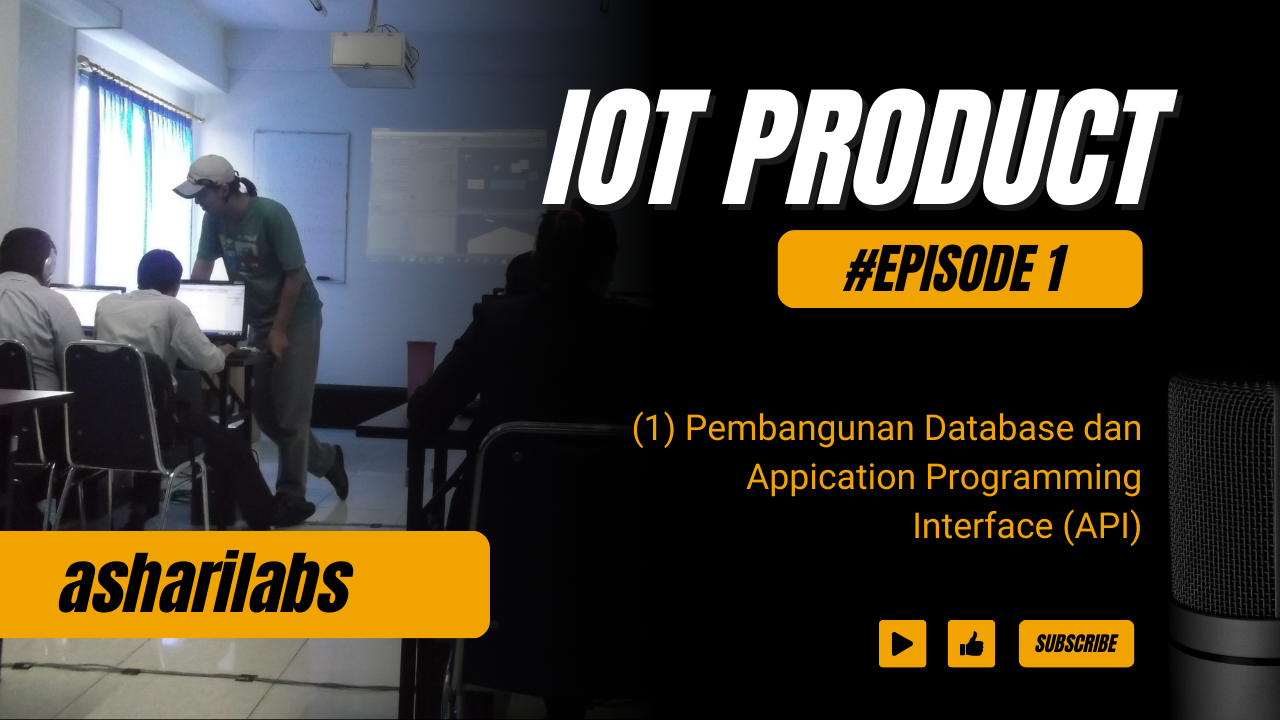 IOT PRODUCT
#EPISODE 1
(1) Pembangunan Database dan
Appication Programming
Interface (API)
asharilabs
SUBSCRIBE